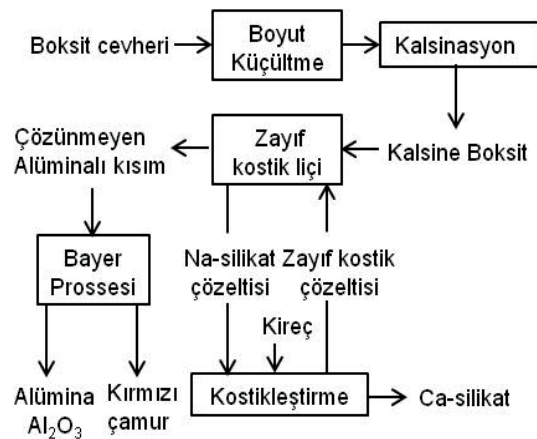 Boksit cevheri
Boyut
Küçültme
Kalsinasyon
Çözünmeyen
Alüminalı kısım
Zayıf
kostik liçi
Kalsine Boksit
Bayer
Prossesi
Na-silikat
çözeltisi
Zayıf kostik
çözeltisi
Kireç
Alümina
Al₂O₃
Kırmızı
çamur
Kostikleştirme
Ca-silikat